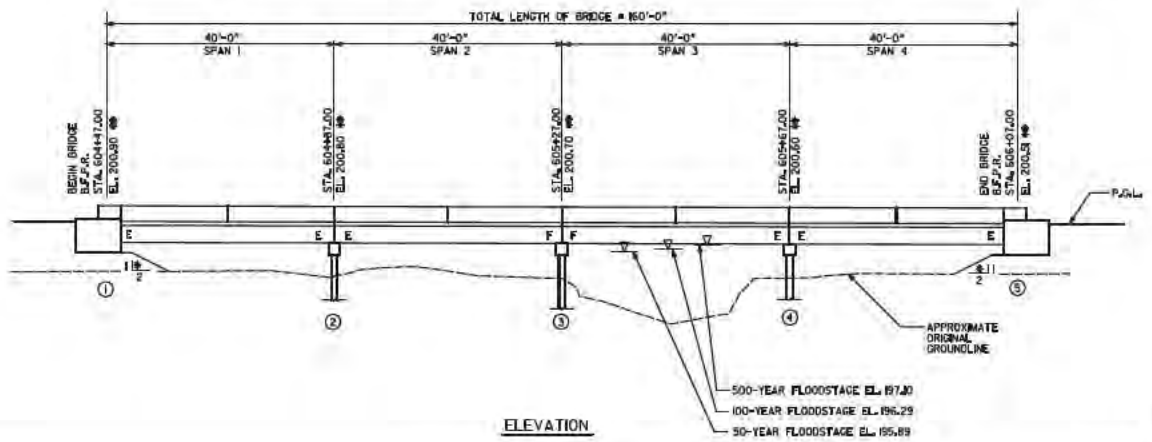 TOTAL LENGTH OF BRIDGE = 160'-0"
40'-0"
SPAN 1
40'-0"
SPAN 2
40'-0"
SPAN 3
40'-0"
SPAN 4
BEGIN BRIDGE
B.F.P.R.
STA. 604+47.00
EL. 200.90 **
STA. 604+87.00
EL. 200.80 **
STA. 605+27.00
EL. 200.70 **
STA. 605+67.00
EL. 200.60 **
END BRIDGE
B.F.P.R.
STA. 606+07.00
EL. 200.51 **
P.G.L.
E
E E
F F
E E
E
1 *
2
* 1
2
1
2
3
4
5
APPROXIMATE
ORIGINAL
GROUNDLINE
500-YEAR FLOODSTAGE EL. 197.10
100-YEAR FLOODSTAGE EL. 196.29
50-YEAR FLOODSTAGE EL. 195.89
ELEVATION